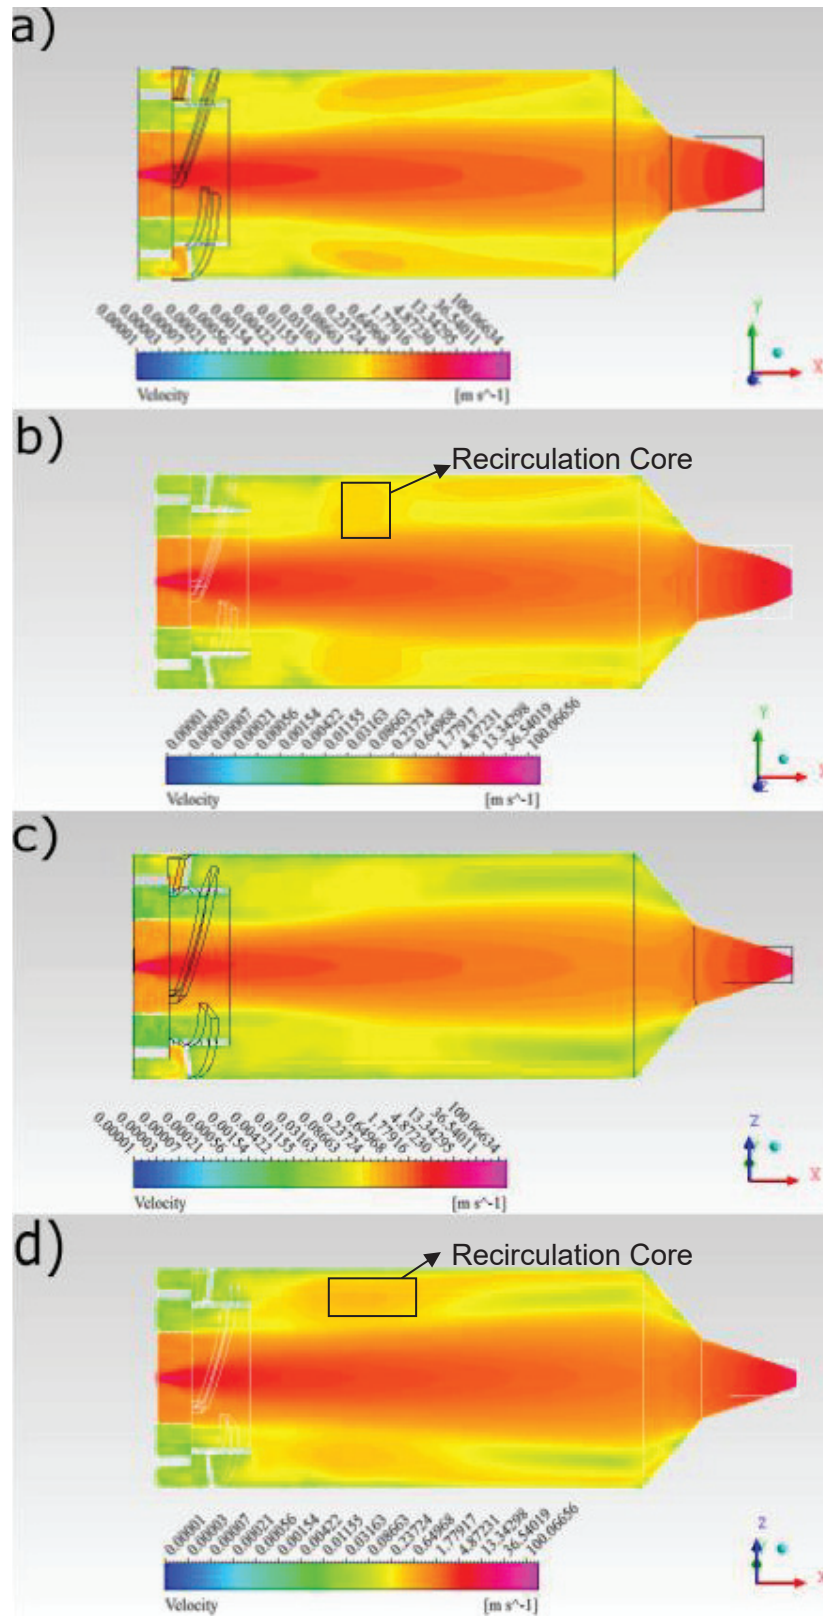 a)
0.00001 0.00003 0.00007 0.00021 0.00056 0.00154 0.00422 0.01155 0.03163 0.08663 0.23724 0.64968 1.77916 4.87230 13.34295 36.54011 100.06634
Velocity [m s^-1]
Y
X
b)
Recirculation Core
0.00001 0.00003 0.00007 0.00021 0.00056 0.00154 0.00422 0.01155 0.03163 0.08663 0.23724 0.64968 1.77917 4.87231 13.34298 36.54019 100.06656
Velocity [m s^-1]
Y
Z
c)
0.00001 0.00003 0.00007 0.00021 0.00056 0.00154 0.00422 0.01155 0.03163 0.08663 0.23724 0.64968 1.77916 4.87230 13.34295 36.54011 100.06634
Velocity [m s^-1]
Z
X
d)
Recirculation Core
0.00001 0.00003 0.00007 0.00021 0.00056 0.00154 0.00422 0.01155 0.03163 0.08663 0.23724 0.64968 1.77917 4.87231 13.34298 36.54019 100.06656
Velocity [m s^-1]
Z
X